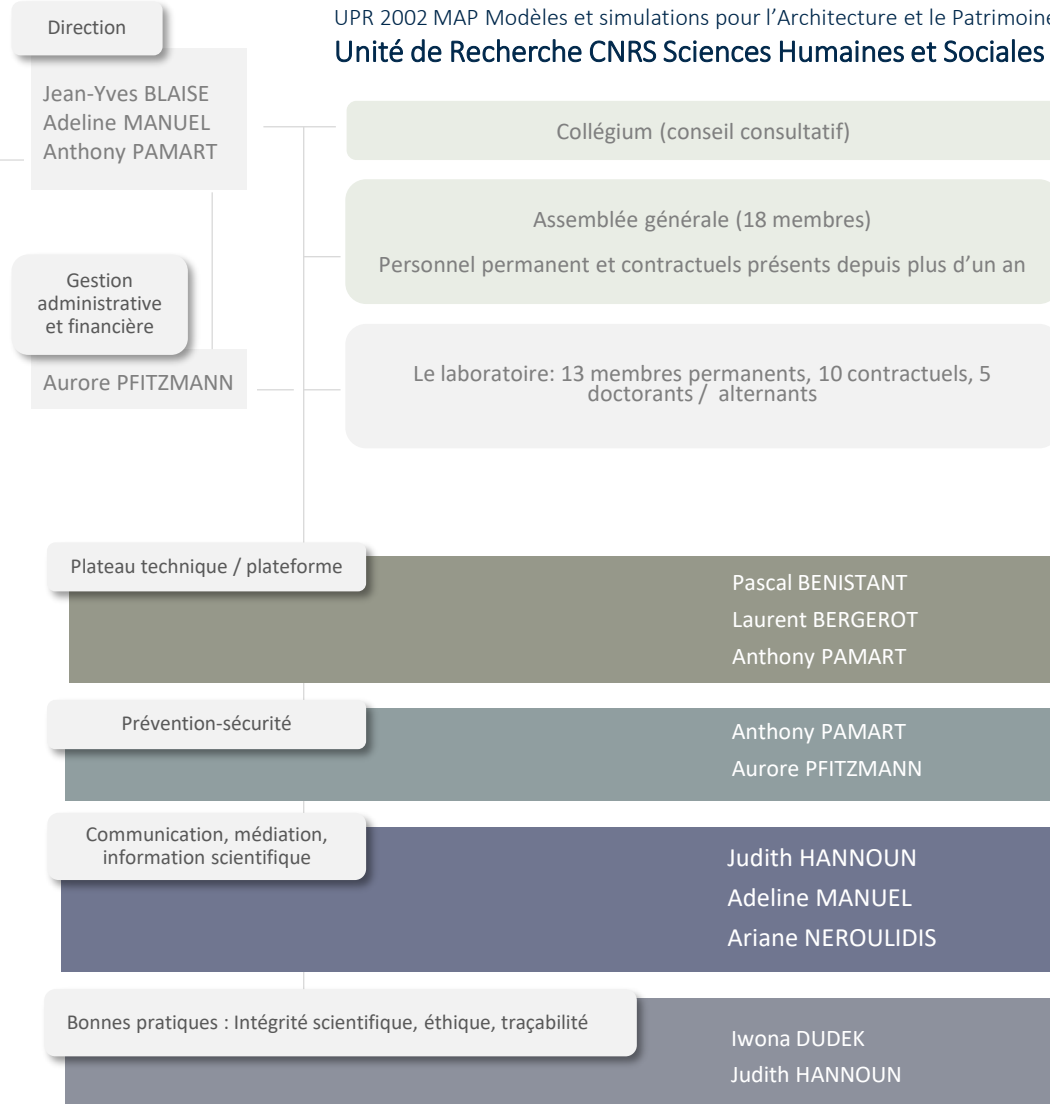 UPR 2002 MAP Modèles et simulations pour l’Architecture et le Patrimoine
Unité de Recherche CNRS Sciences Humaines et Sociales
Direction
Jean-Yves BLAISE
Adeline MANUEL
Anthony PAMART
Collégium (conseil consultatif)
Assemblée générale (18 membres)
Personnel permanent et contractuels présents depuis plus d’un an
Gestion
administrative
et financière
Aurore PFITZMANN
Le laboratoire: 13 membres permanents, 10 contractuels, 5
doctorants / alternants
Plateau technique / plateforme
Pascal BENISTANT
Laurent BERGEROT
Anthony PAMART
Prévention-sécurité
Anthony PAMART
Aurore PFITZMANN
Communication, médiation,
information scientifique
Judith HANNOUN
Adeline MANUEL
Ariane NEROULIDIS
Bonnes pratiques : Intégrité scientifique, éthique, traçabilité
Iwona DUDEK
Judith HANNOUN